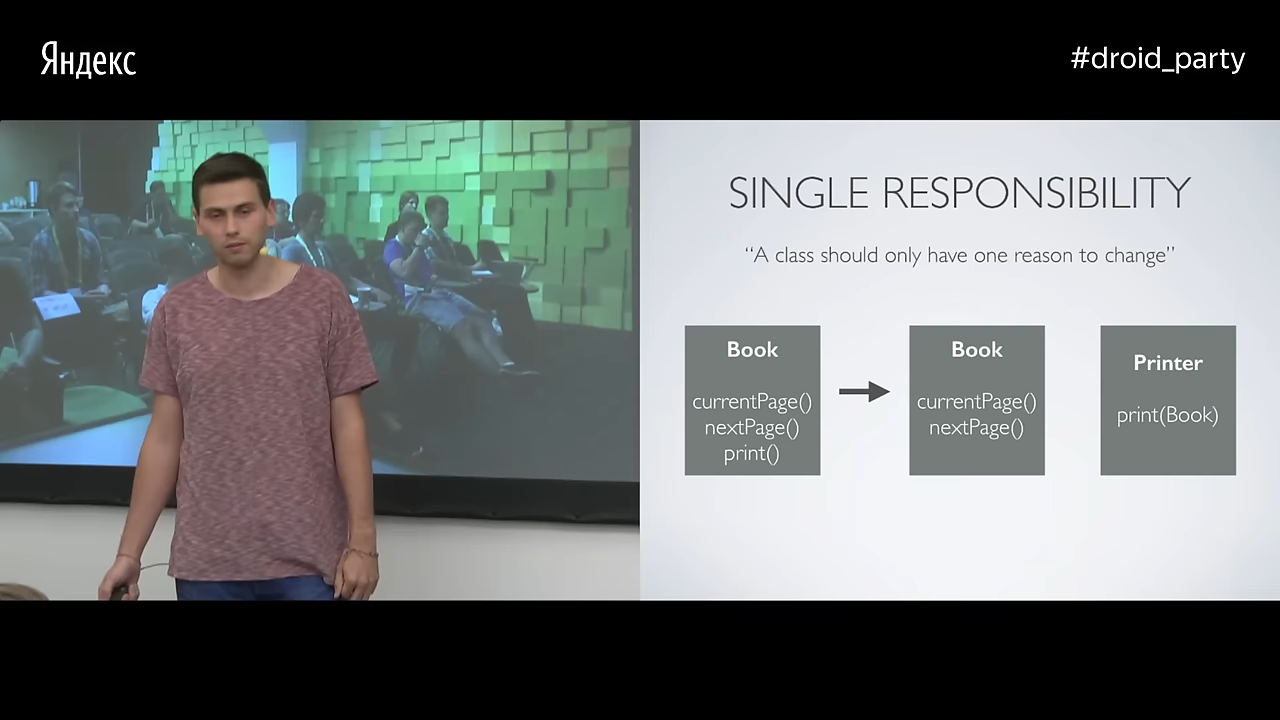 Яндекс
#droid_party
SINGLE RESPONSIBILITY
“A class should only have one reason to change”
Book
currentPage()
nextPage()
print()
Book
currentPage()
nextPage()
Printer
print(Book)